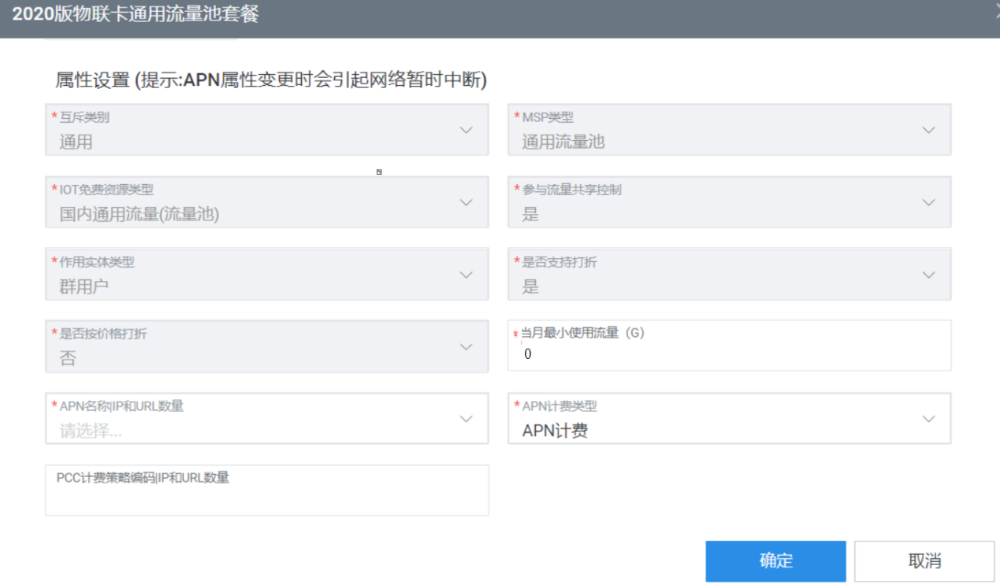 2020版物联卡通用流量池套餐
属性设置 (提示:APN属性变更时会引起网络暂时中断)
*互斥类别
通用
*MSP类型
通用流量池
*IOT免费资源类型
国内通用流量(流量池)
*参与流量共享控制
是
*作用实体类型
群用户
*是否支持打折
是
*是否按价格打折
否
*当月最小使用流量（G）
0
*APN名称|IP和URL数量
请选择...
*APN计费类型
APN计费
PCC计费策略编码|IP和URL数量
确定
取消